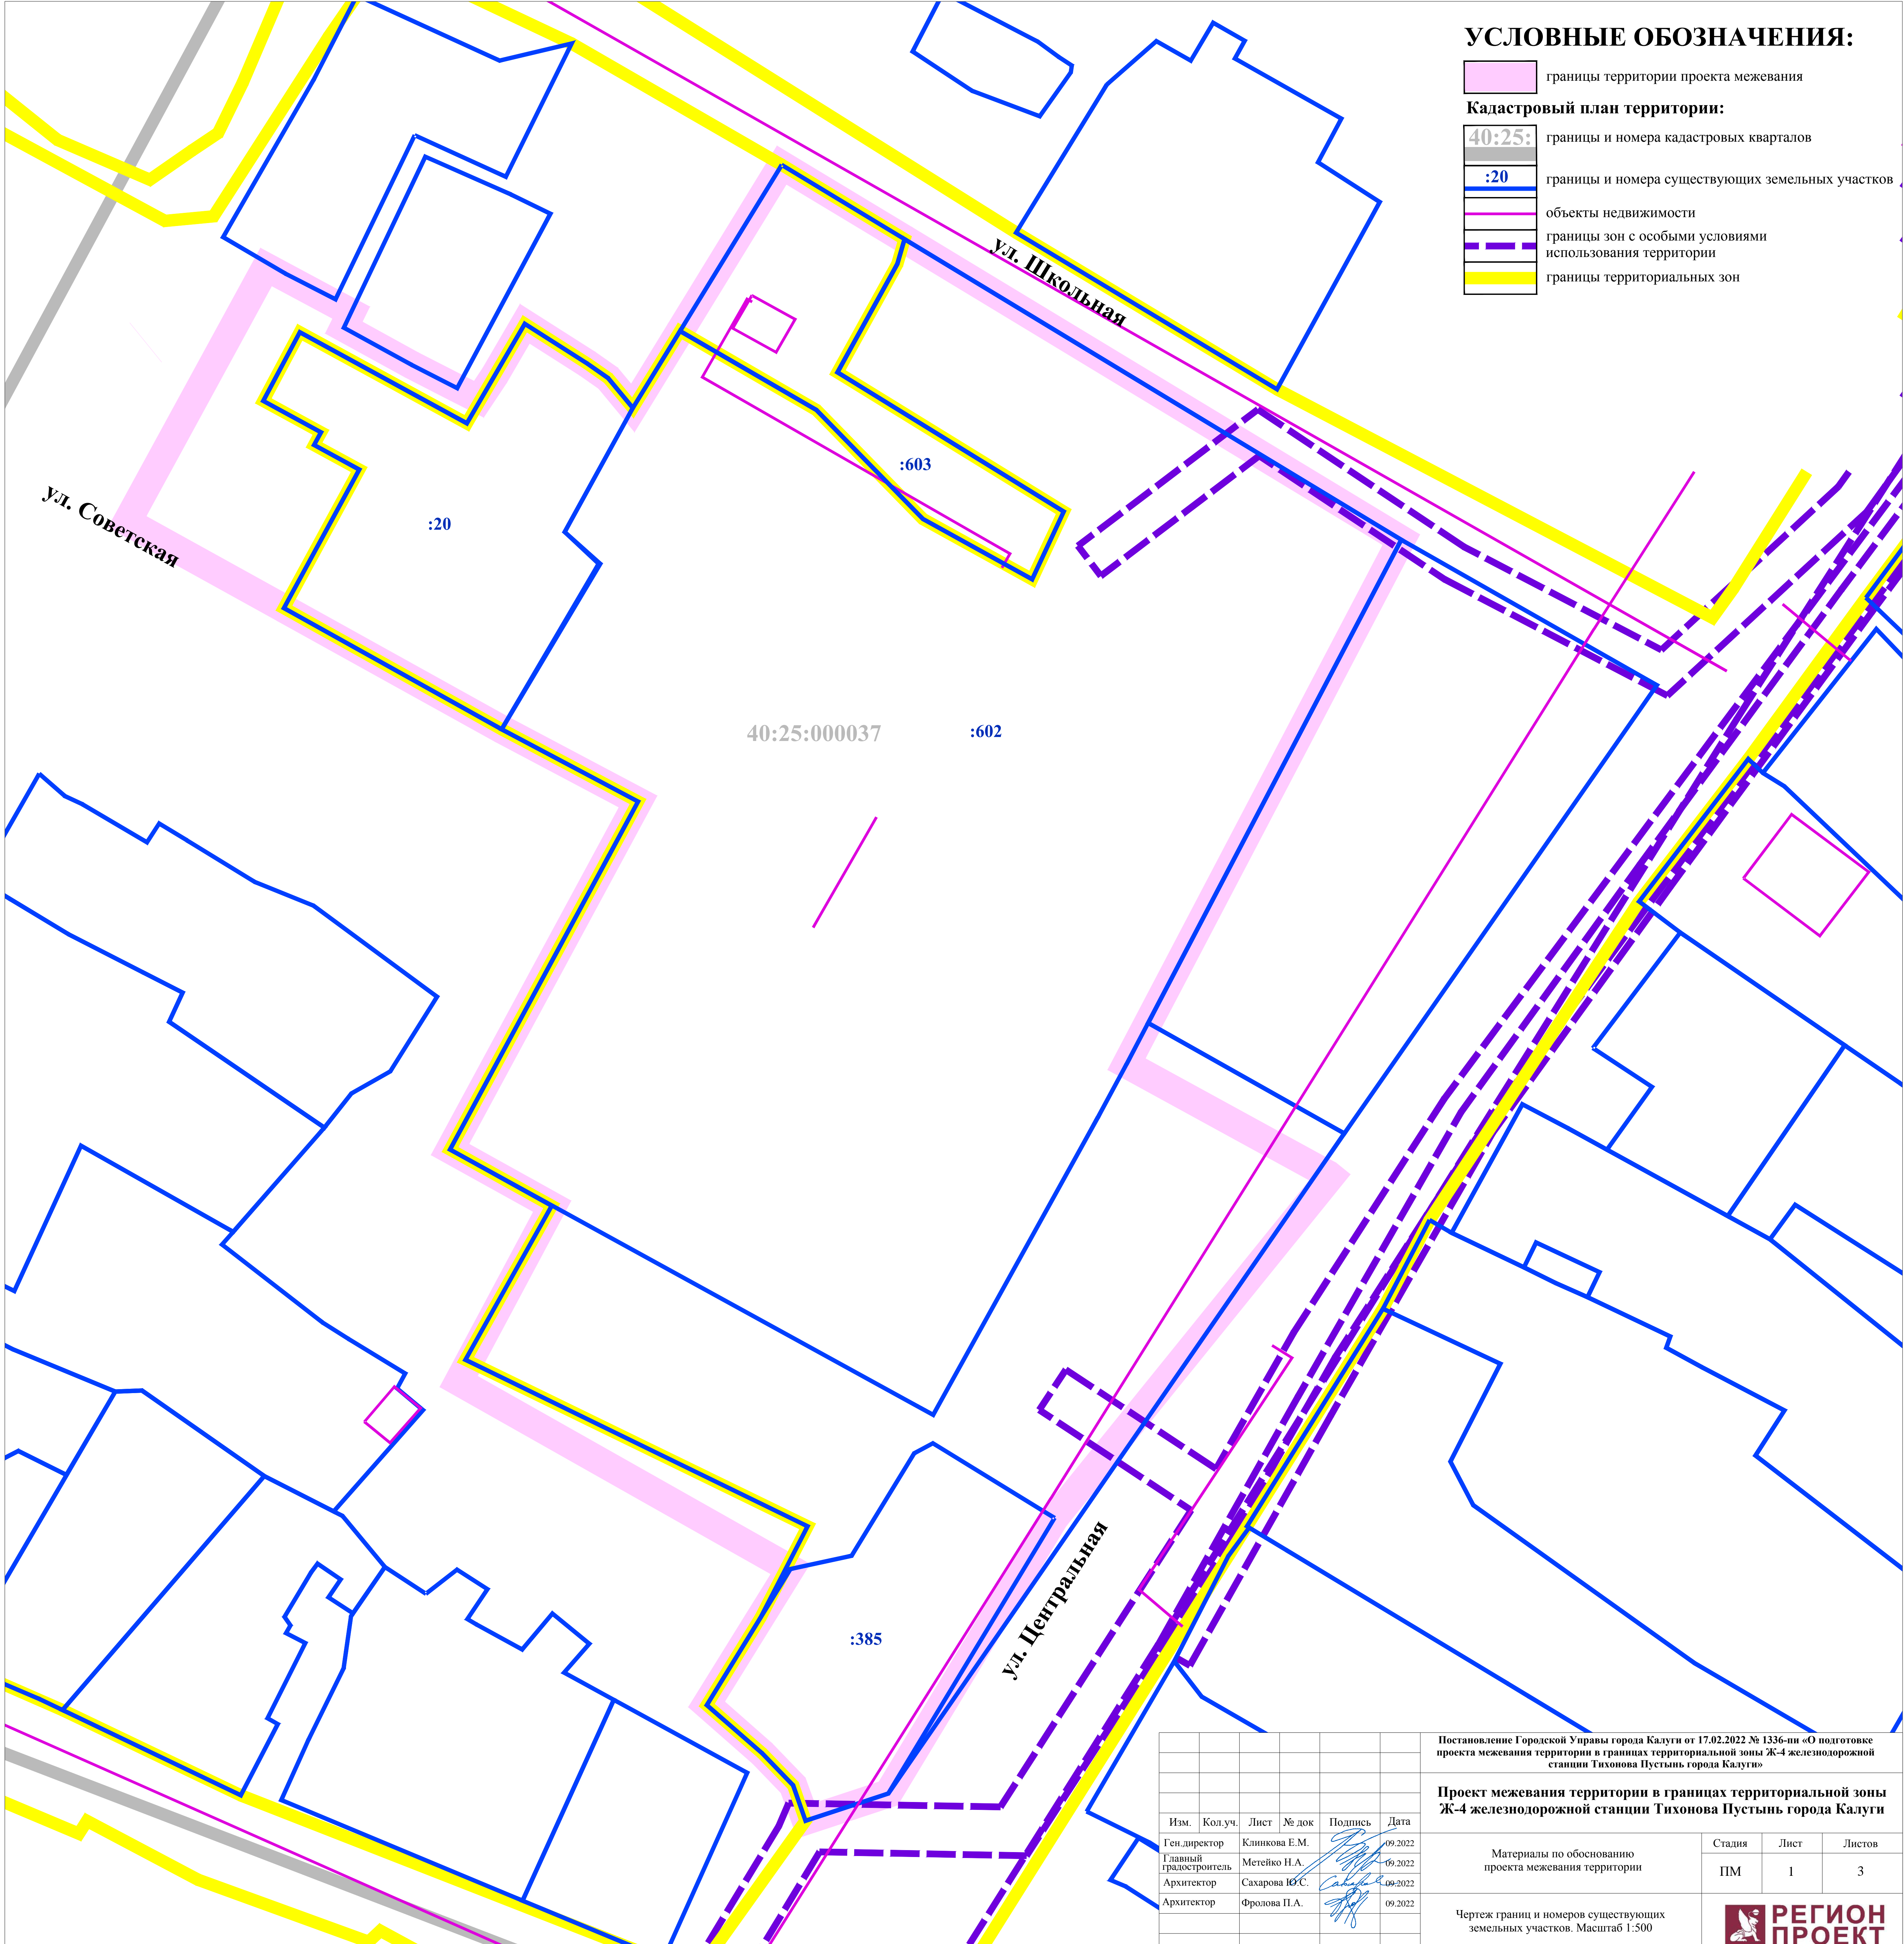 УСЛОВНЫЕ ОБОЗНАЧЕНИЯ:
границы территории проекта межевания
Кадастровый план территории:
40:25:
границы и номера кадастровых кварталов
:20
границы и номера существующих земельных участков
объекты недвижимости
границы зон с особыми условиями
использования территории
границы территориальных зон
ул. Школьная
:603
ул. Советская
:20
40:25:000037
:602
ул. Центральная
:385
Постановление Городской Управы города Калуги от 17.02.2022 № 1336-пи «О подготовке
проекта межевания территории в границах территориальной зоны Ж-4 железнодорожной
станции Тихонова Пустынь города Калуги»
Проект межевания территории в границах территориальной зоны
Ж-4 железнодорожной станции Тихонова Пустынь города Калуги
Изм. Кол.уч. Лист № док Подпись Дата
Ген.директор Клинкова Е.М. 09.2022
Главный
градостроитель Метейко Н.А. 09.2022
Архитектор Сахарова Ю.С. 09.2022
Архитектор Фролова П.А. 09.2022
Материалы по обоснованию
проекта межевания территории
Стадия Лист Листов
ПМ 1 3
Чертеж границ и номеров существующих
земельных участков. Масштаб 1:500
РЕГИОН
ПРОЕКТ